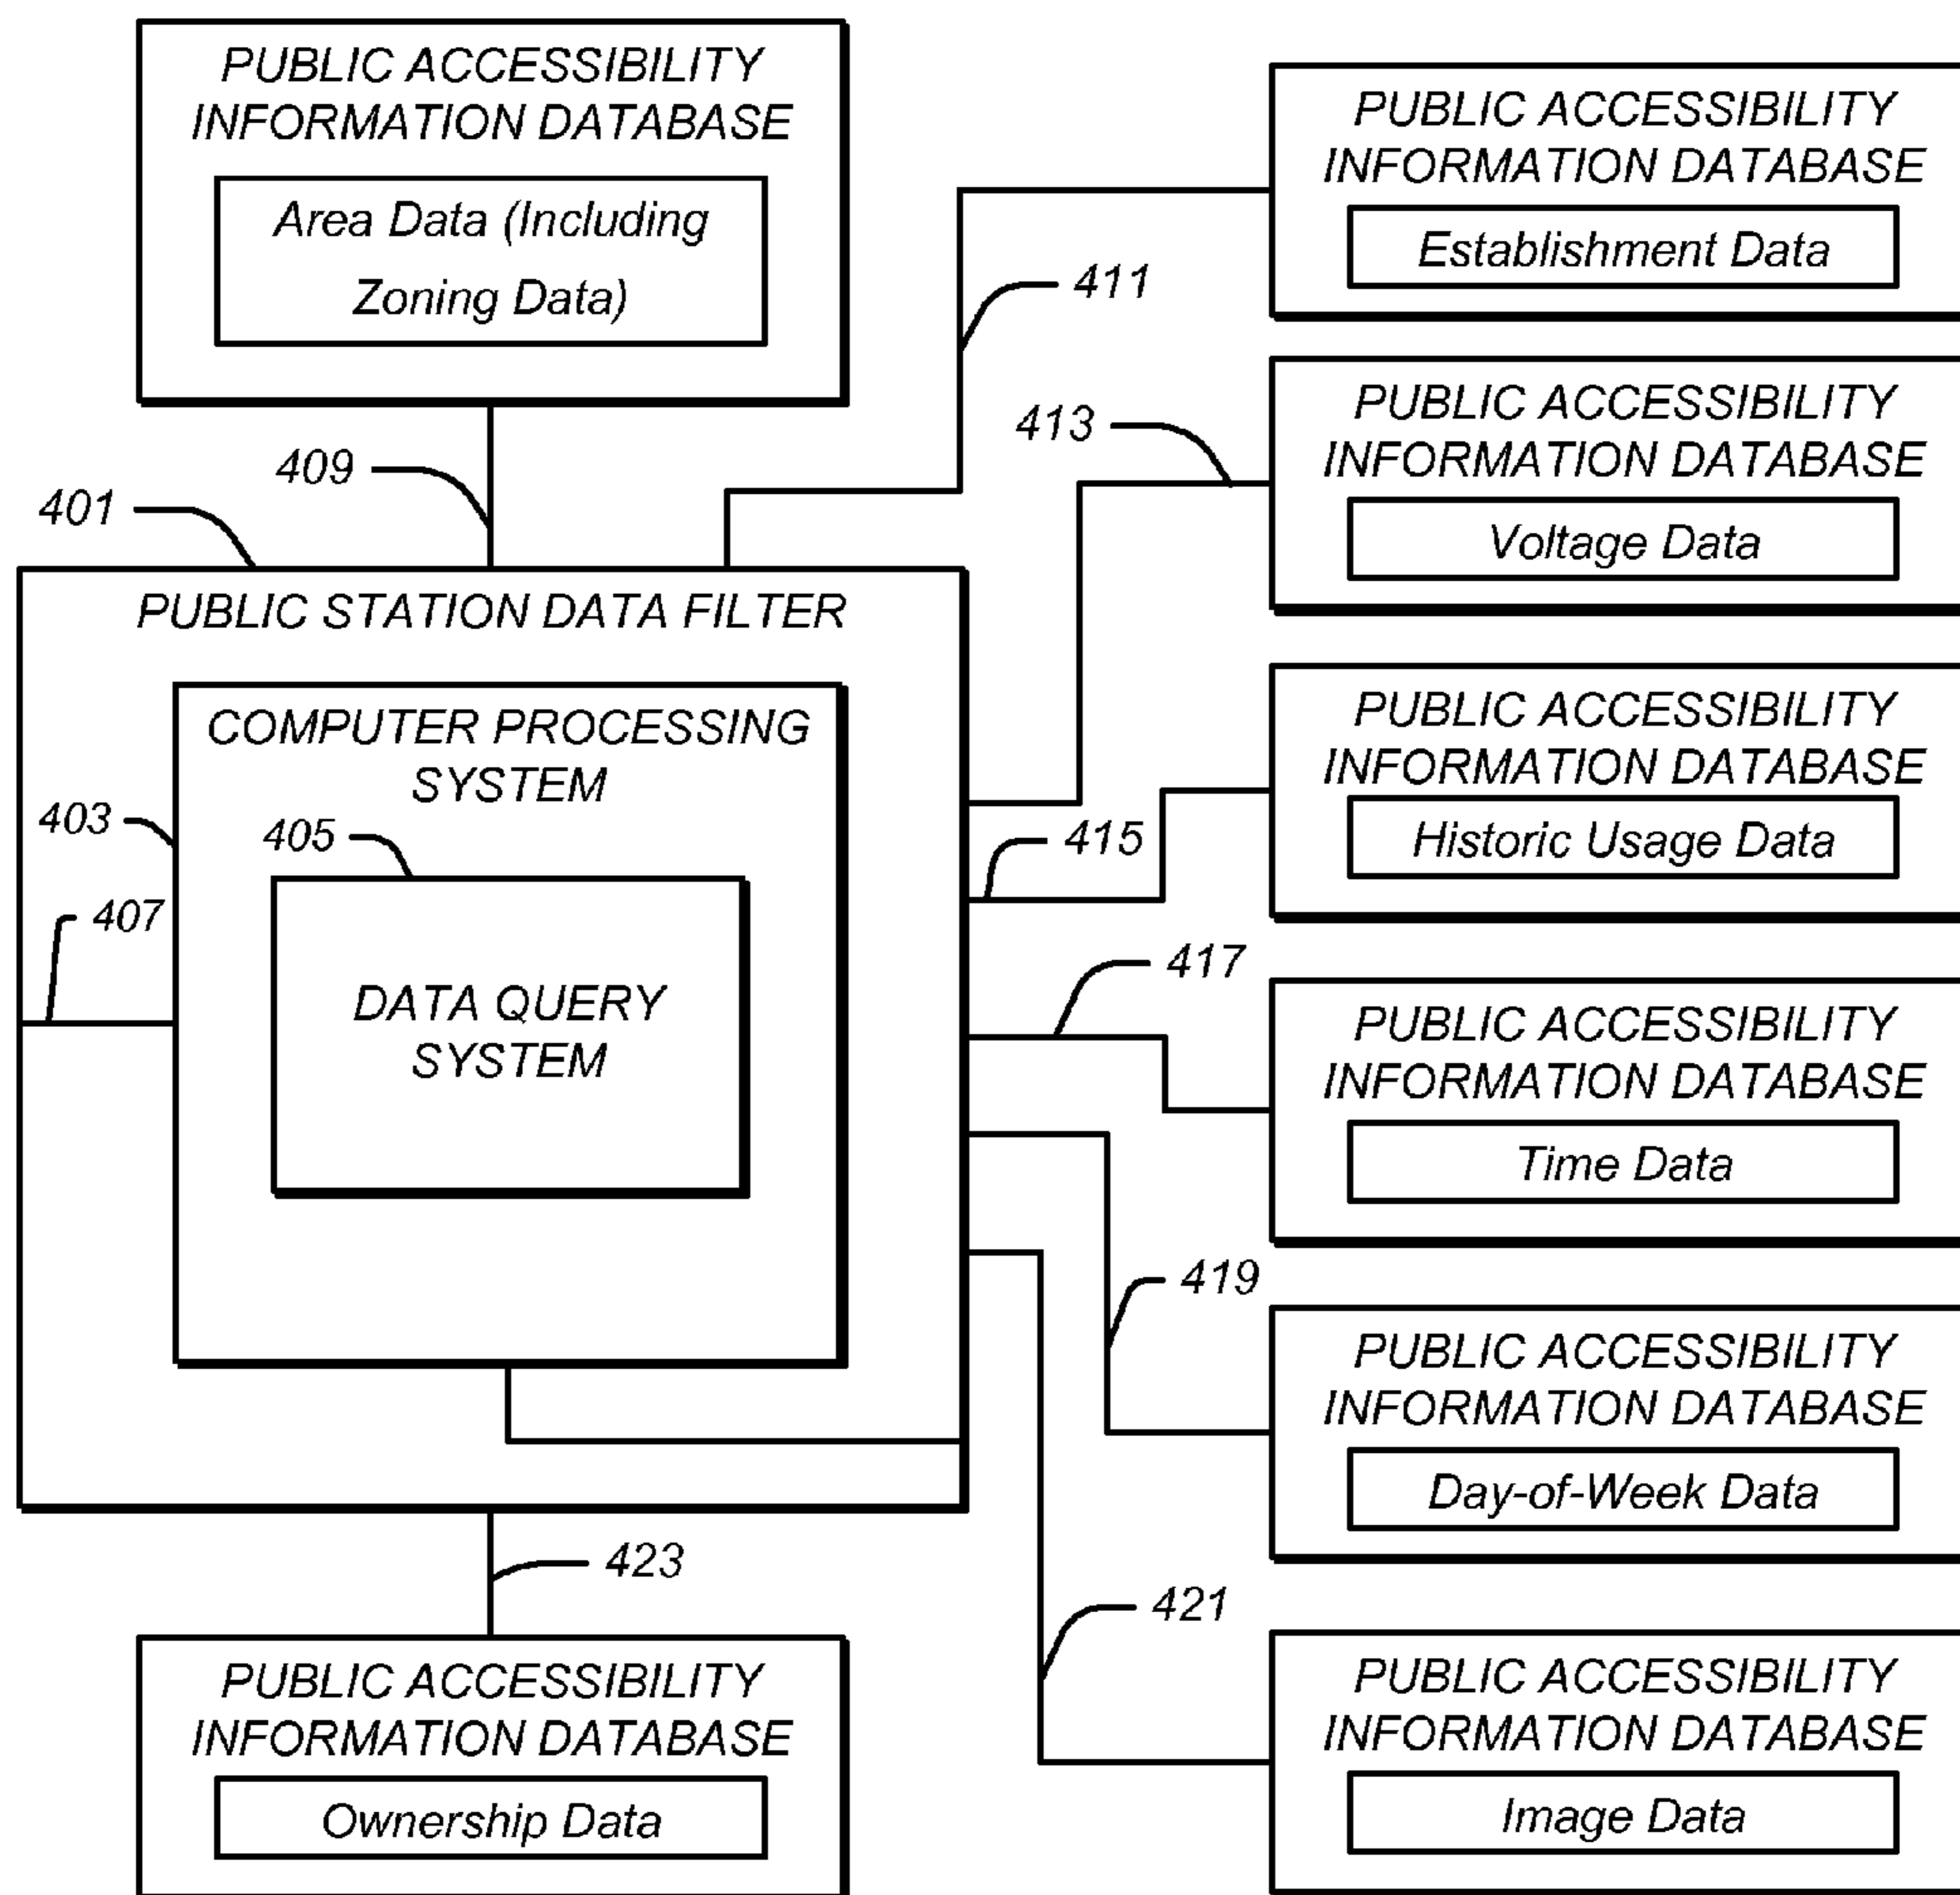 PUBLIC ACCESSIBILITY
INFORMATION DATABASE
Area Data (Including
Zoning Data)
409
401
PUBLIC STATION DATA FILTER
COMPUTER PROCESSING
SYSTEM
403
405
407
DATA QUERY
SYSTEM
423
PUBLIC ACCESSIBILITY
INFORMATION DATABASE
Ownership Data
411
PUBLIC ACCESSIBILITY
INFORMATION DATABASE
Establishment Data
413
PUBLIC ACCESSIBILITY
INFORMATION DATABASE
Voltage Data
415
PUBLIC ACCESSIBILITY
INFORMATION DATABASE
Historic Usage Data
417
PUBLIC ACCESSIBILITY
INFORMATION DATABASE
Time Data
419
PUBLIC ACCESSIBILITY
INFORMATION DATABASE
Day-of-Week Data
421
PUBLIC ACCESSIBILITY
INFORMATION DATABASE
Image Data